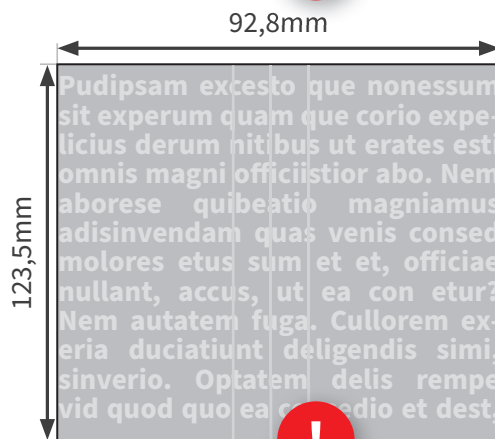 92,8mm
123,5mm
Pudipsam excesto que nonessum
sit experum quam que corio expe-
licius derum nitibus ut erates est
omnis magni officiistior abo. Nem
aborese quibeatio magniamus
adisinvendam quas venis consed
molores etus sum et et, officiae
nullant, accus, ut ea con etur?
Nem autatem fuga. Cullorem ex-
eria duciatiunt deligendis simi,
sinverio. Optatem delis rempe
vid quod quo ea edio et dest.
!